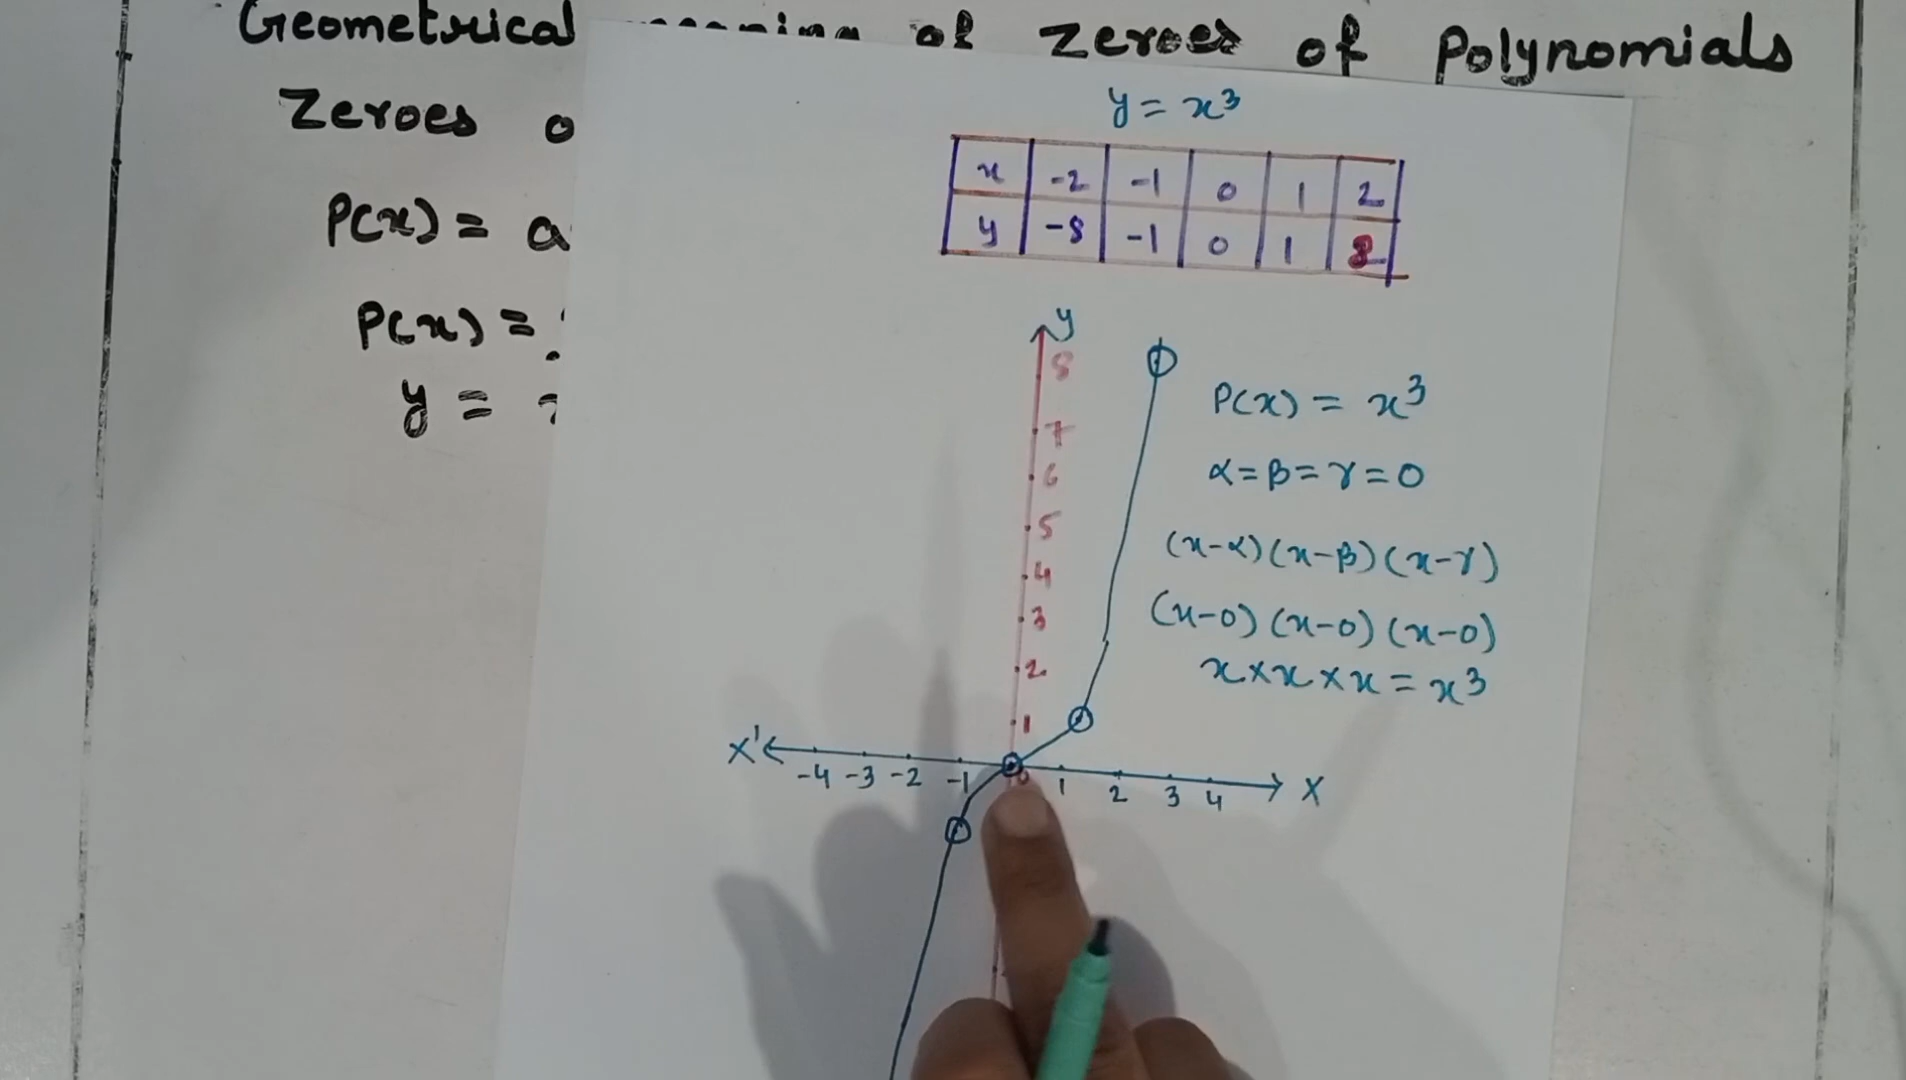 Geometrical of zeroes of Polynomials
Zeroes o
P(x) = a
P(x) =
y =
y = x³
x -2 -1 0 1 2
y -8 -1 0 1 8
y
8
7
6
5
4
3
2
1
X' -4 -3 -2 -1 0 1 2 3 4 X
P(x) = x³
α = β = γ = 0
(x-α)(x-β)(x-γ)
(x-0)(x-0)(x-0)
x×x×x = x³